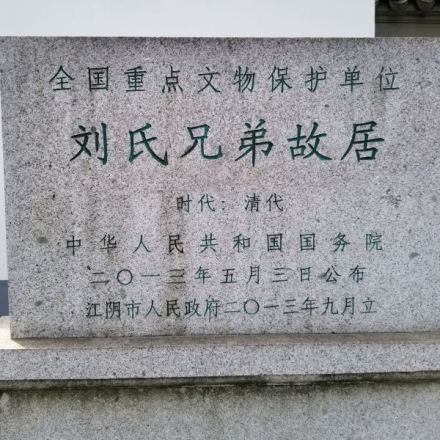 全国重点文物保护单位
刘氏兄弟故居
时代：清代
中华人民共和国国务院
二〇一三年五月三日公布
江阴市人民政府二〇一三年九月立